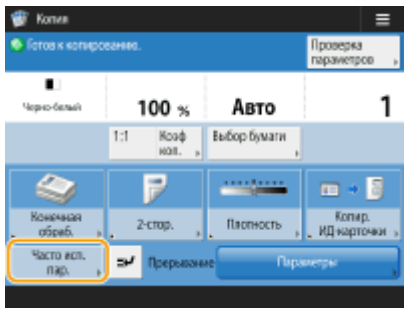 Копия
Готов к копированию.
Проверка
параметров
Черно-белый
100 %
Авто
1
1:1
Коэф
коп.
Выбор бумаги
Конечная
обраб.
2-стор.
Плотность
Копир.
ИД-карточки
Часто исп.
пар.
Прерывание
Параметры